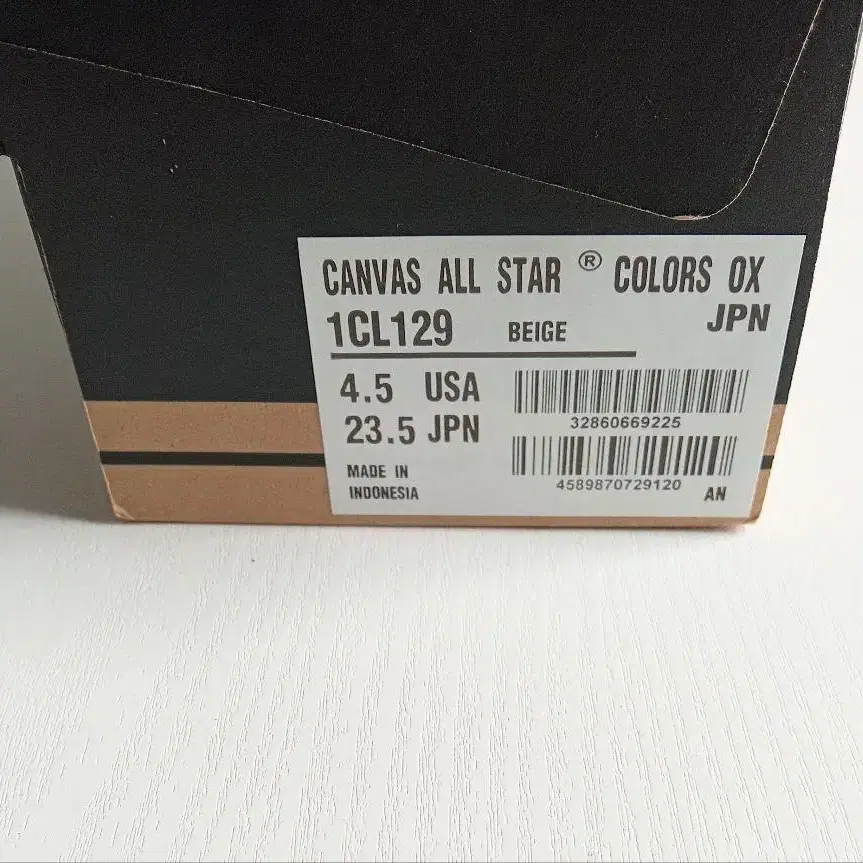 CANVAS ALL STAR ® COLORS OX
1CL129 BEIGE JPN
4.5 USA
32860669225
23.5 JPN
MADE IN
INDONESIA
4589870729120 AN